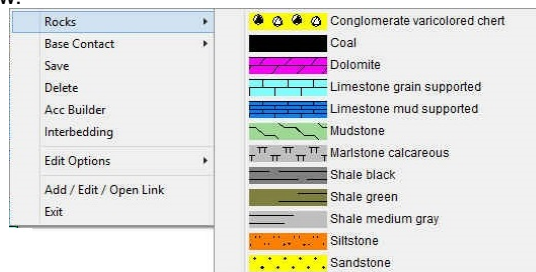 w:
Rocks
Base Contact
Save
Delete
Acc Builder
Interbedding
Edit Options
Add / Edit / Open Link
Exit
Conglomerate varicolored chert
Coal
Dolomite
Limestone grain supported
Limestone mud supported
Mudstone
Marlstone calcareous
Shale black
Shale green
Shale medium gray
Siltstone
Sandstone